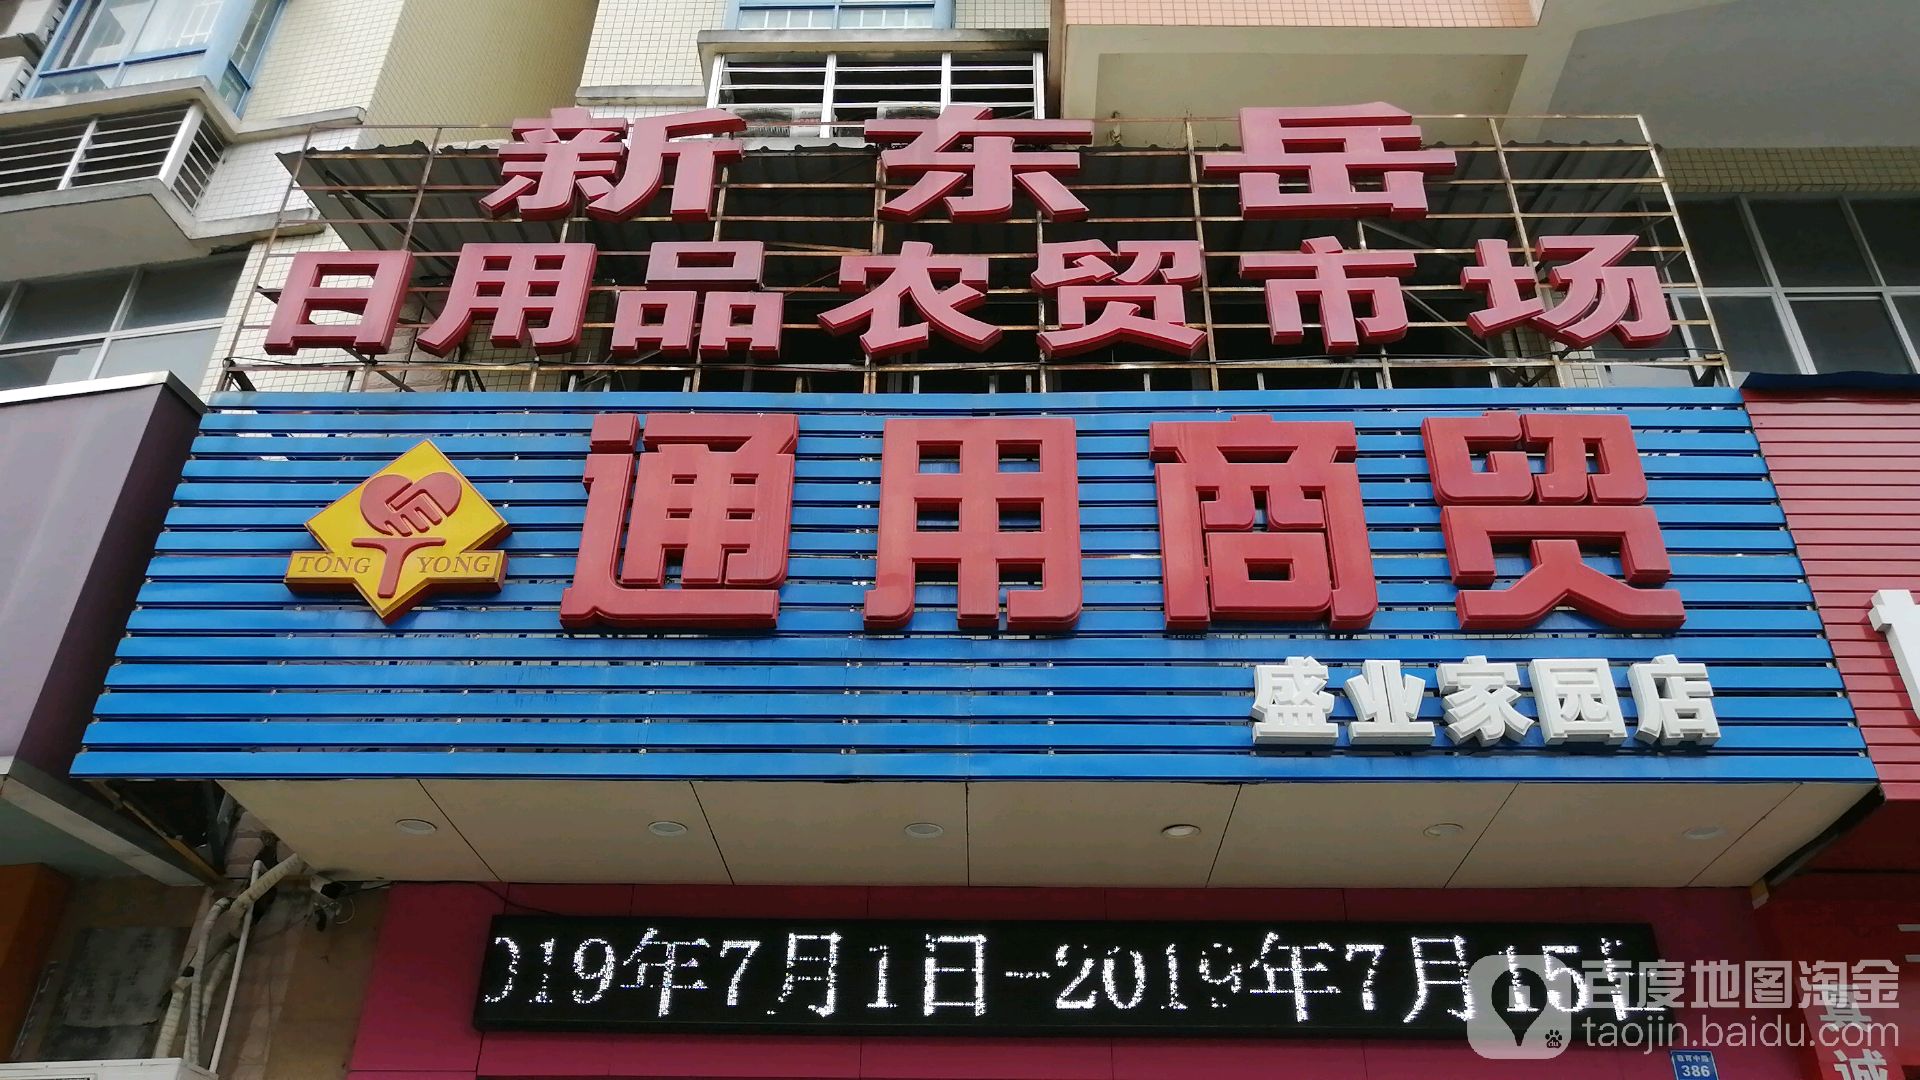 新东岳
日用品农贸市场
通用商贸
TONG YONG
盛业家园店
019年7月1日-2019年7月15
百度地图淘金
taojin.baidu.com
386
诚